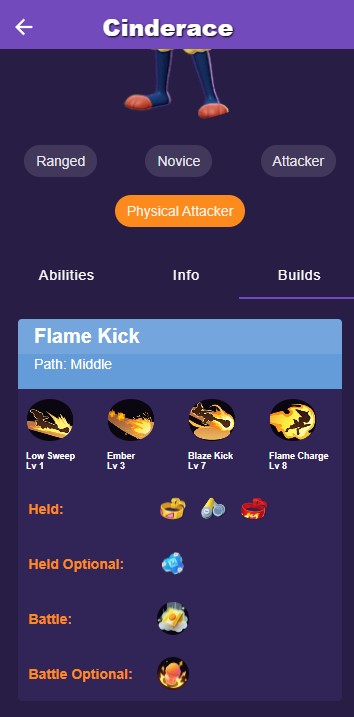 Cinderace
Ranged
Novice
Attacker
Physical Attacker
Abilities
Info
Builds
Flame Kick
Path: Middle
Low Sweep
Lv 1
Ember
Lv 3
Blaze Kick
Lv 7
Flame Charge
Lv 8
Held:
Held Optional:
Battle:
Battle Optional: